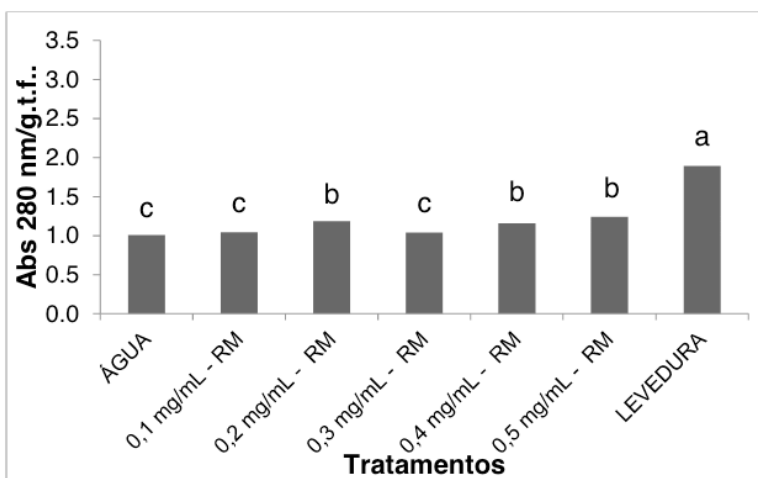 Abs 280 nm/g.t.f..
3.5
3.0
2.5
2.0
1.5
1.0
0.5
0.0
c
c
b
c
b
b
a
ÁGUA
0,1 mg/mL - RM
0,2 mg/mL - RM
0,3 mg/mL - RM
0,4 mg/mL - RM
0,5 mg/mL - RM
LEVEDURA
Tratamentos